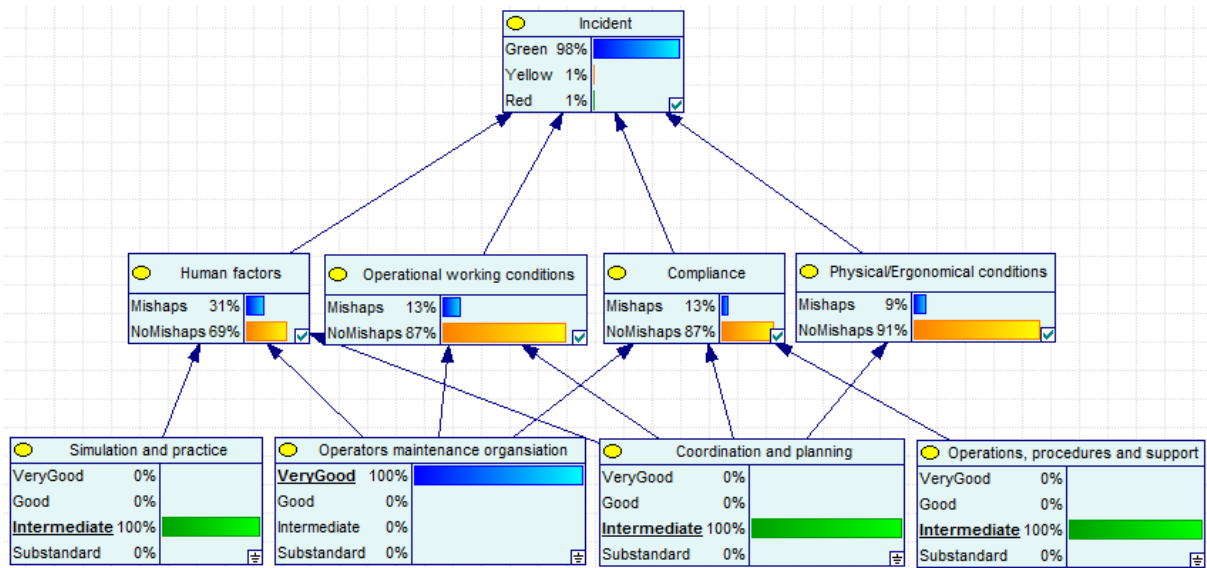 Incident
Green 98%
Yellow 1%
Red 1%
Human factors
Mishaps 31%
NoMishaps 69%
Operational working conditions
Mishaps 13%
NoMishaps 87%
Compliance
Mishaps 13%
NoMishaps 87%
Physical/Ergonomical conditions
Mishaps 9%
NoMishaps 91%
Simulation and practice
VeryGood 0%
Good 0%
Intermediate 100%
Substandard 0%
Operators maintenance organsiation
VeryGood 100%
Good 0%
Intermediate 0%
Substandard 0%
Coordination and planning
VeryGood 0%
Good 0%
Intermediate 100%
Substandard 0%
Operations, procedures and support
VeryGood 0%
Good 0%
Intermediate 100%
Substandard 0%